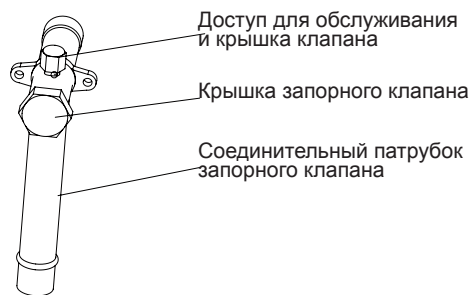 Доступ для обслуживания
и крышка клапана
Крышка запорного клапана
Соединительный патрубок
запорного клапана